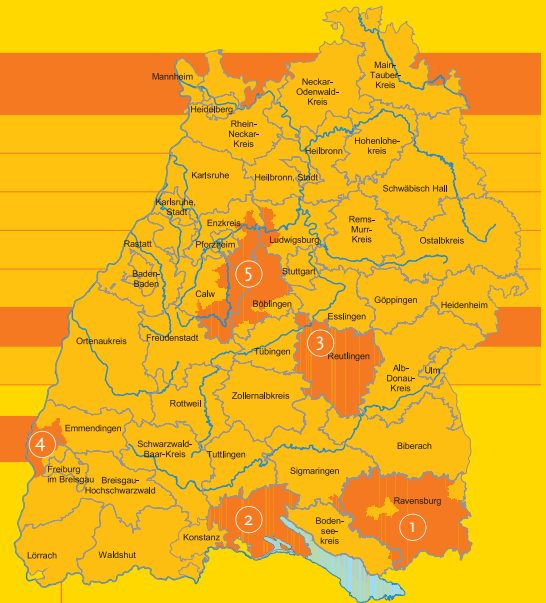 Main-
Tauber-
Kreis
Mannheim
Neckar-
Odenwald-
Kreis
Heidelberg
Rhein-
Neckar-
Kreis
Hohenlohe-
kreis
Heilbronn
Karlsruhe
Heilbronn, Stadt
Schwäbisch Hall
Karlsruhe,
Stadt
Enzkreis
Rems-
Murr-
Kreis
Rastatt
Pforzheim
Ludwigsburg
Ostalbkreis
Baden-
Baden
5
Stuttgart
Calw
Böblingen
Göppingen
Heidenheim
Esslingen
Ortenaukreis
Freudenstadt
3
Tübingen
Reutlingen
Alb-
Donau-
Kreis
Ulm
Rottweil
Zollernalbkreis
4
Emmendingen
Schwarzwald-
Baar-Kreis
Tuttlingen
Biberach
Freiburg
im Breisgau
Sigmaringen
Breisgau-
Hochschwarzwald
Ravensburg
2
1
Boden-
see-
kreis
Konstanz
Lörrach
Waldshut